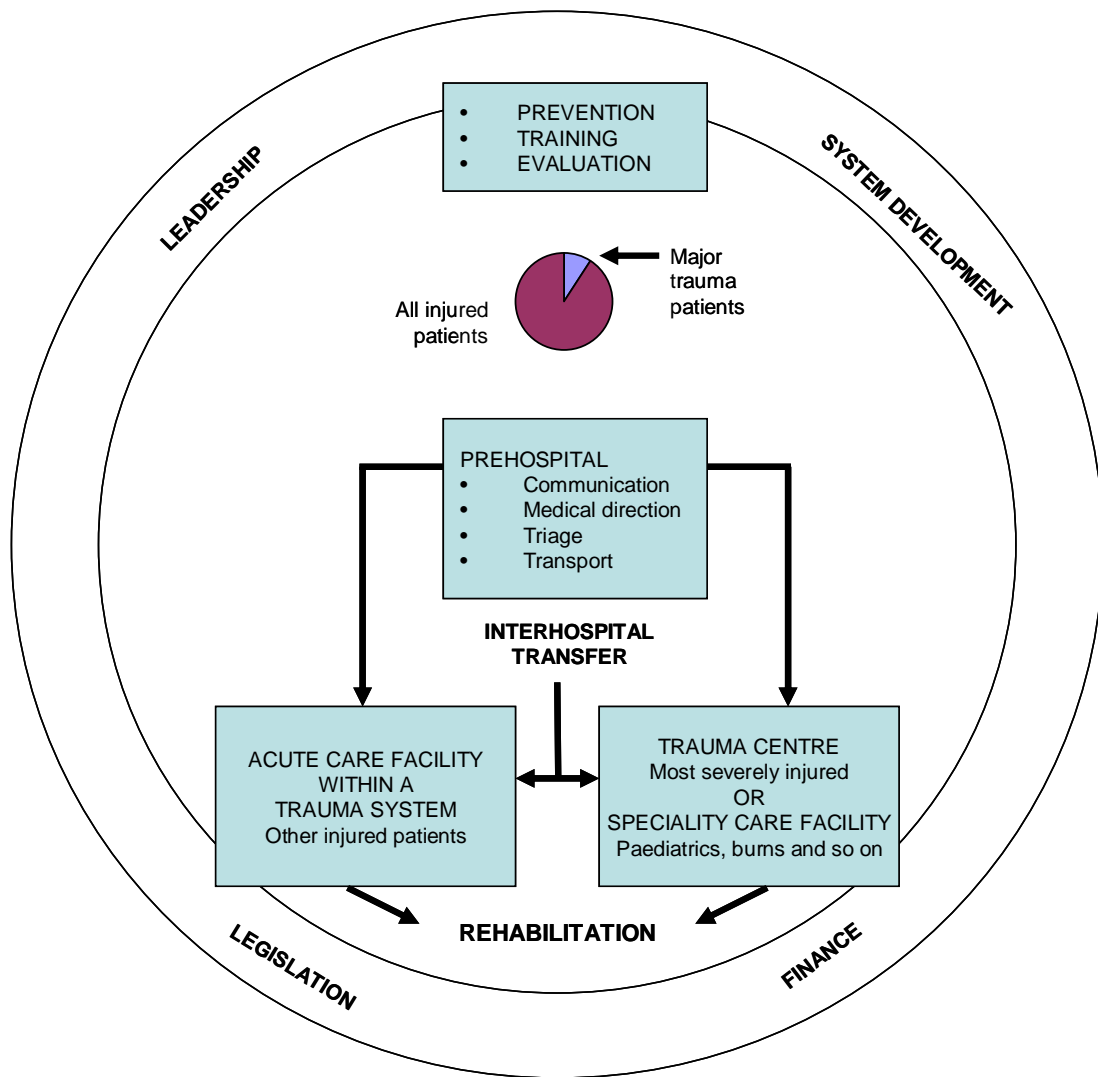 • PREVENTION
• TRAINING
• EVALUATION
LEADERSHIP
SYSTEM DEVELOPMENT
Major
trauma
patients
All injured
patients
PREHOSPITAL
• Communication
• Medical direction
• Triage
• Transport
INTERHOSPITAL
TRANSFER
ACUTE CARE FACILITY
WITHIN A
TRAUMA SYSTEM
Other injured patients
TRAUMA CENTRE
Most severely injured
OR
SPECIALITY CARE FACILITY
Paediatrics, burns and so on
REHABILITATION
LEGISLATION
FINANCE